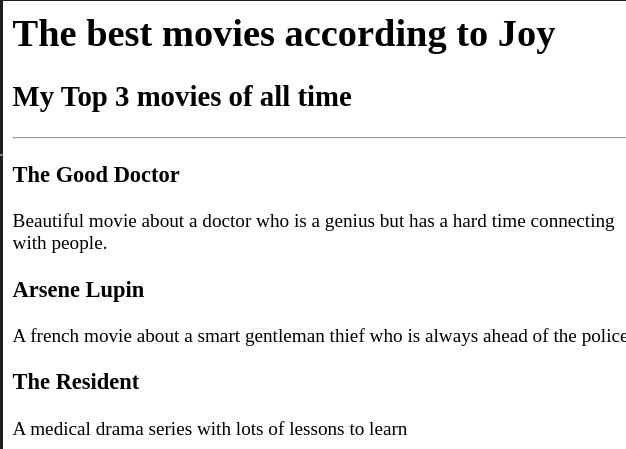 The best movies according to Joy
My Top 3 movies of all time
The Good Doctor
Beautiful movie about a doctor who is a genius but has a hard time connecting
with people.
Arsene Lupin
A french movie about a smart gentleman thief who is always ahead of the police
The Resident
A medical drama series with lots of lessons to learn